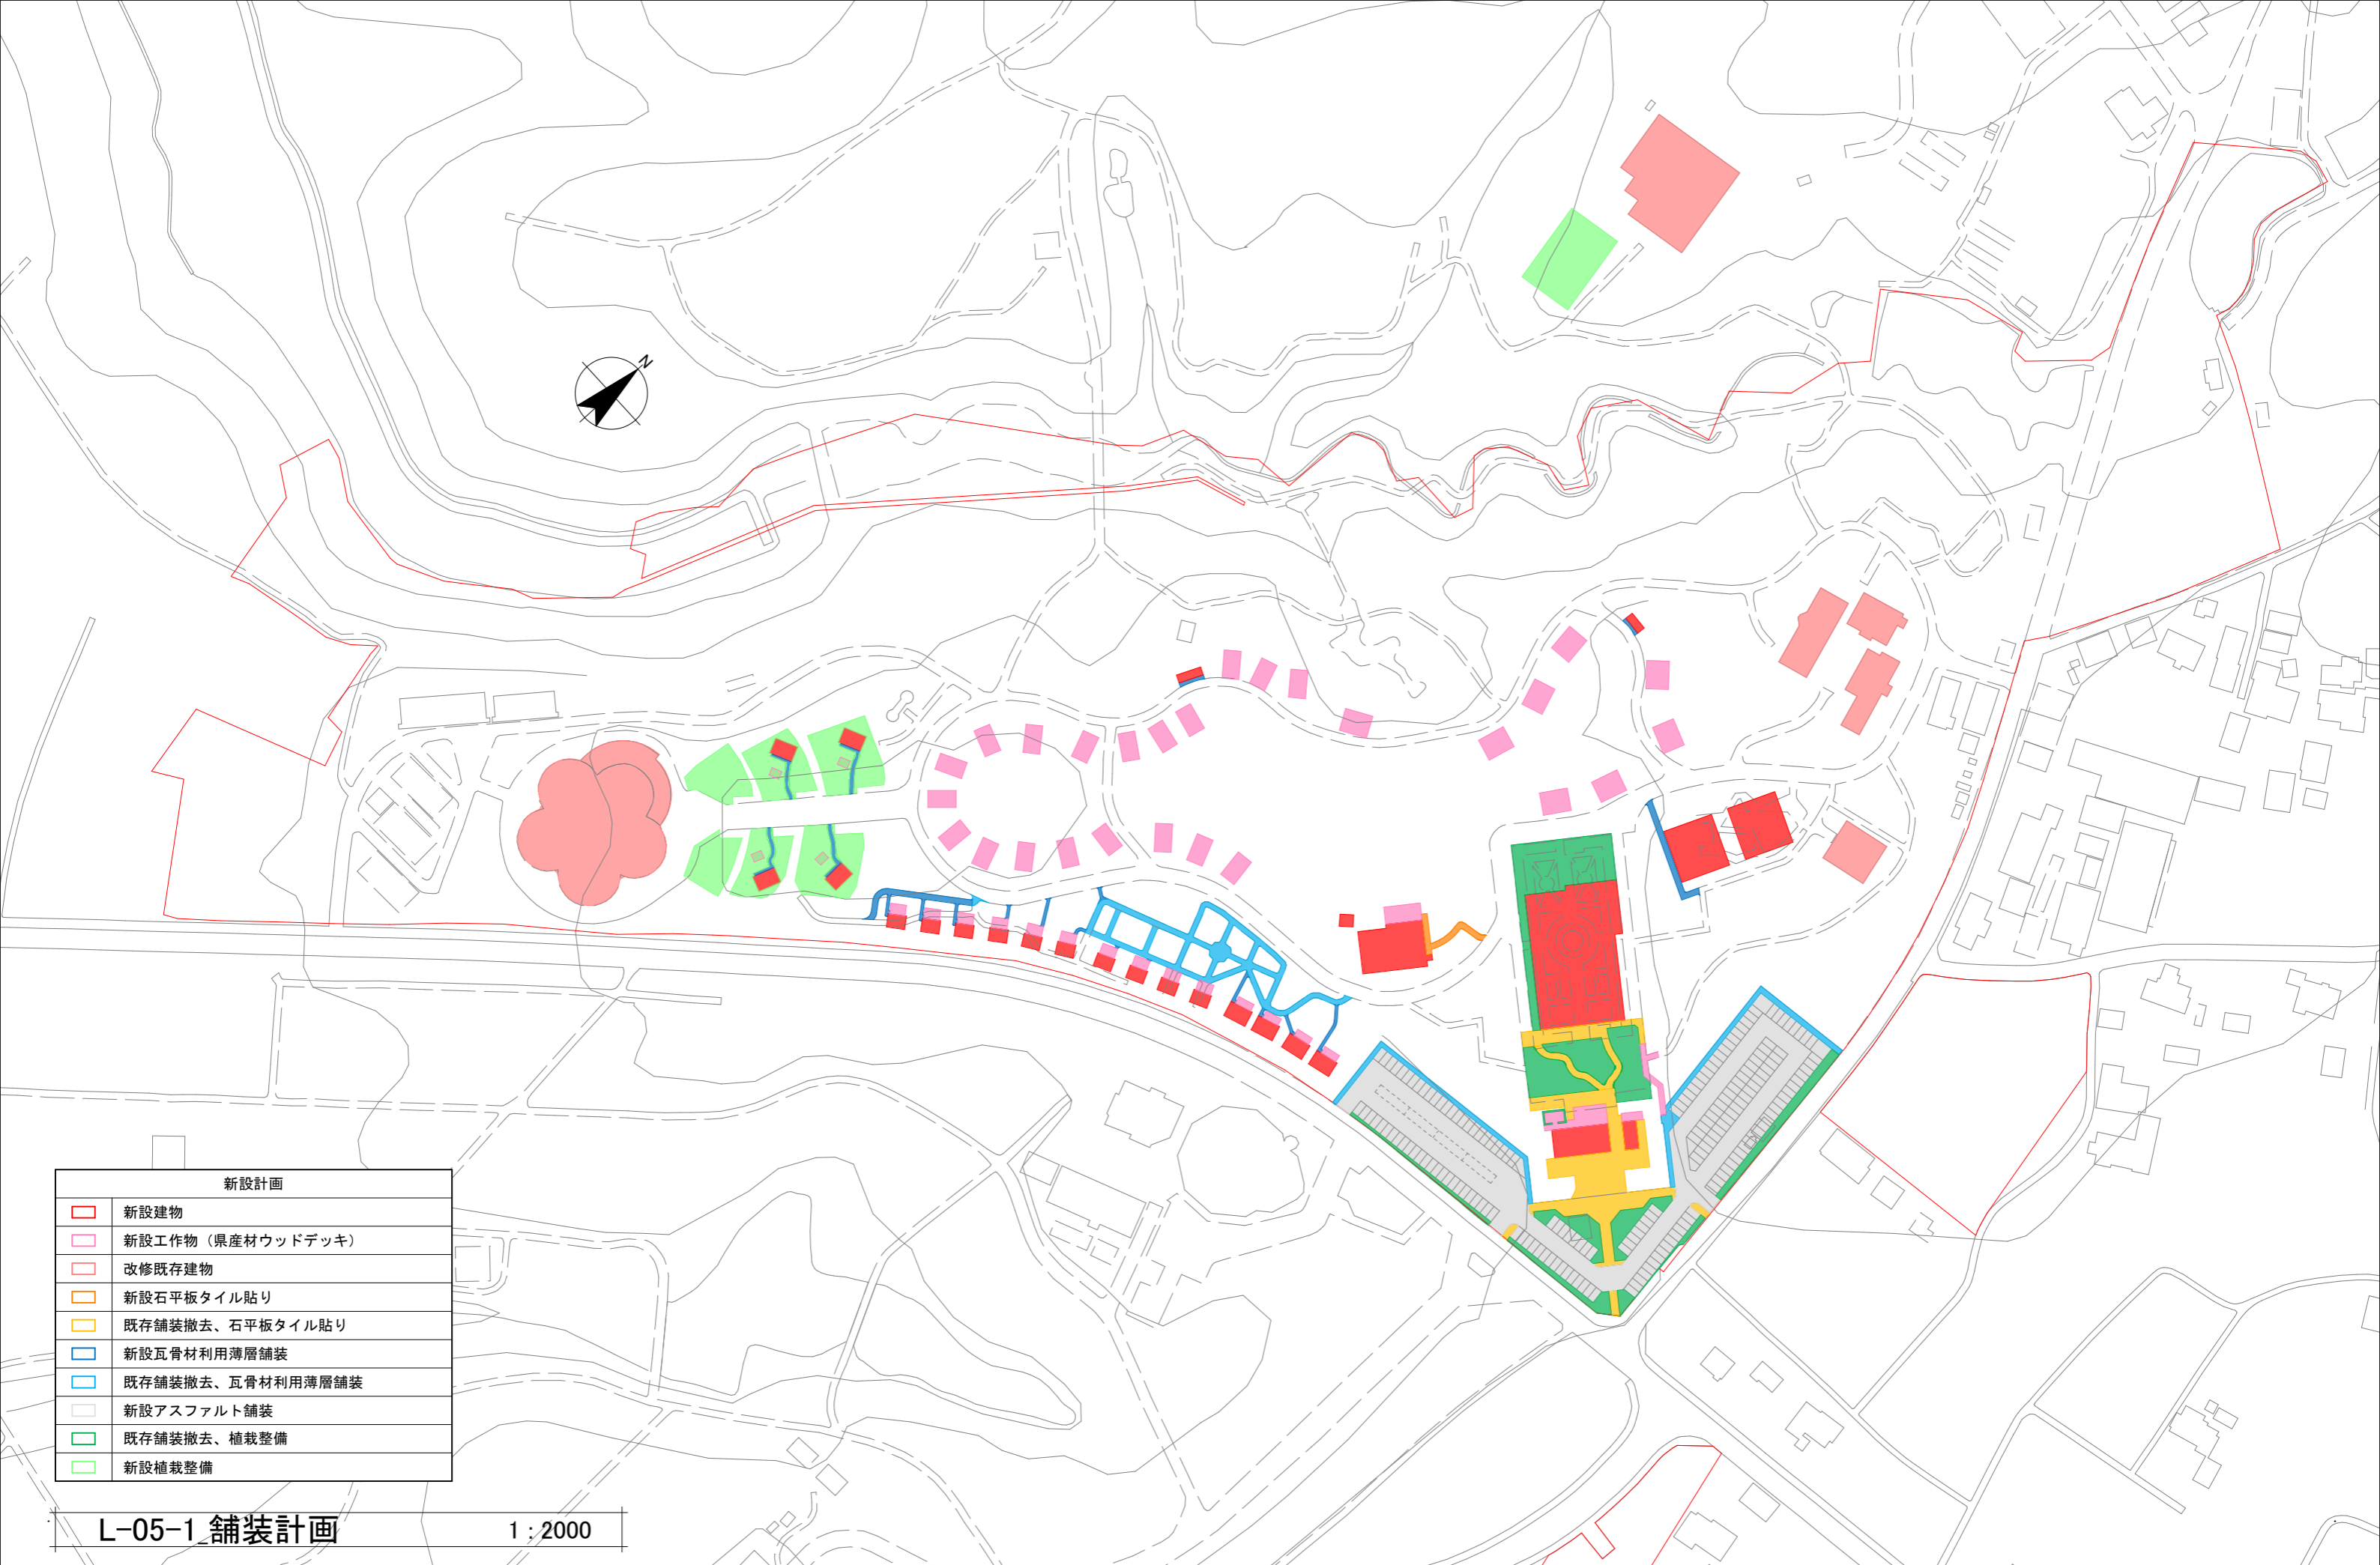 N
新設計画
新設建物
新設工作物（県産材ウッドデッキ）
改修既存建物
新設石平板タイル貼り
既存舗装撤去、石平板タイル貼り
新設瓦骨材利用薄層舗装
既存舗装撤去、瓦骨材利用薄層舗装
新設アスファルト舗装
既存舗装撤去、植栽整備
新設植栽整備
L-05-1_舗装計画 1：2000